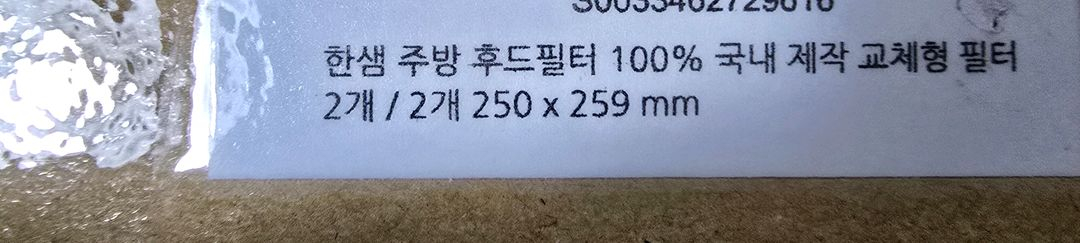 한샘 주방 후드필터 100% 국내 제작 교체형 필터
2개 / 2개 250 x 259 mm